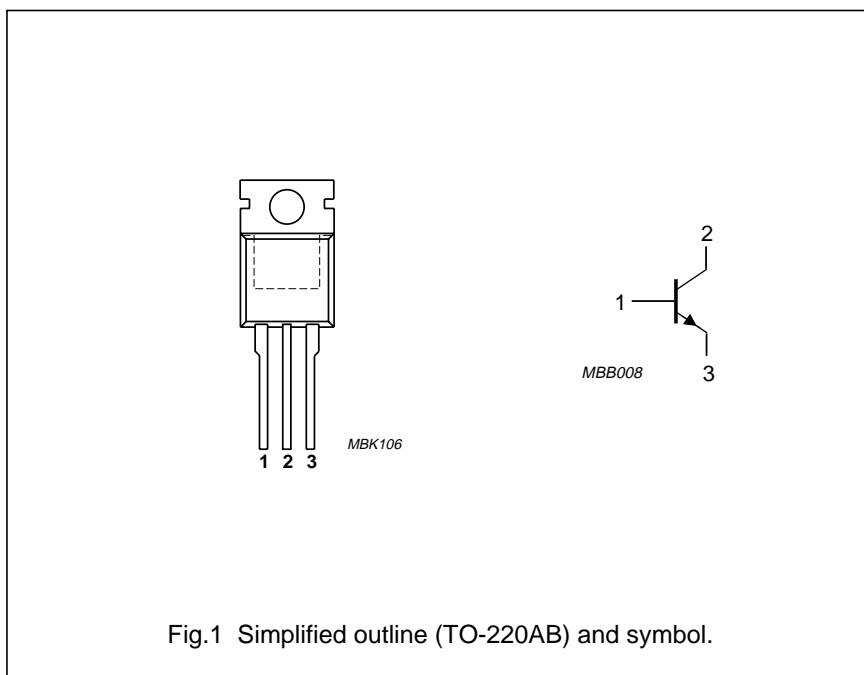 2
1
MBB008
3
MBK106
1 2 3
Fig.1 Simplified outline (TO-220AB) and symbol.